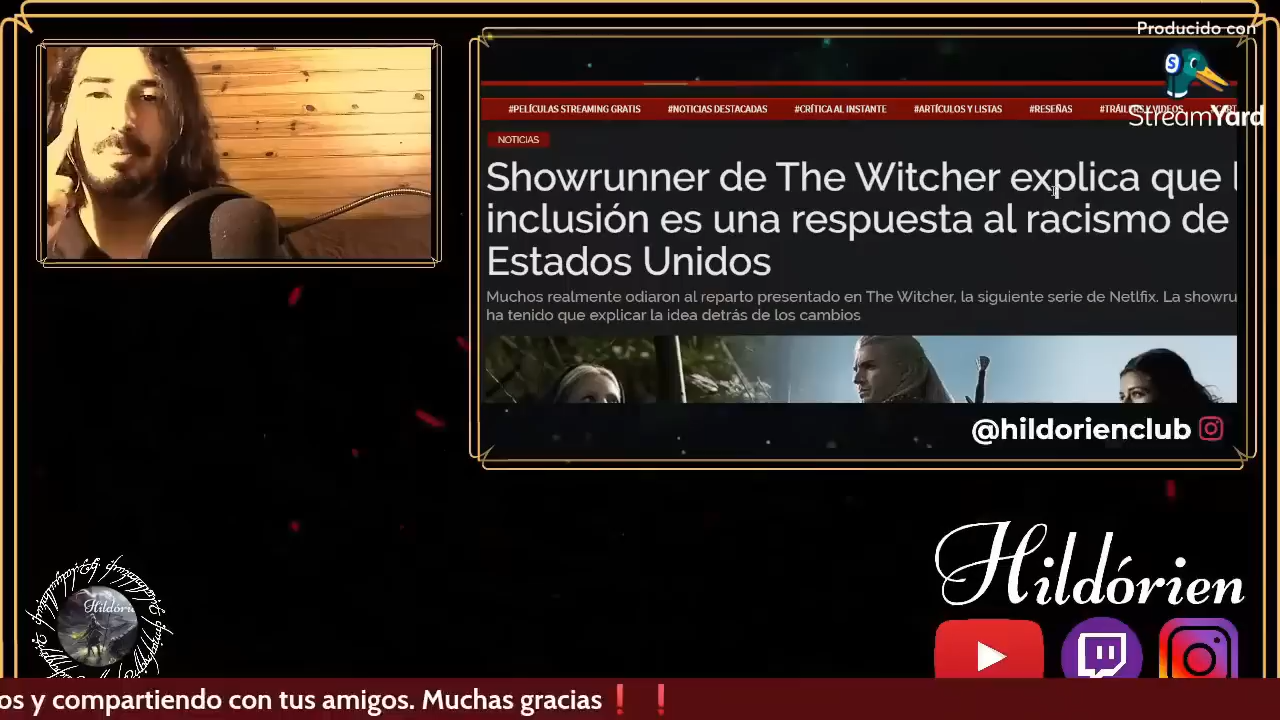 Producido con
StreamYard
#PELÍCULAS STREAMING GRATIS #NOTICIAS DESTACADAS #CRÍTICA AL INSTANTE #ARTÍCULOS Y LISTAS #RESEÑAS #TRÁILERS Y VIDEOS
NOTICIAS
Showrunner de The Witcher explica que l
inclusión es una respuesta al racismo de
Estados Unidos
Muchos realmente odiaron al reparto presentado en The Witcher, la siguiente serie de Netlfix. La showru
ha tenido que explicar la idea detrás de los cambios
@hildorienclub
Hildórien
Hildórien
os y compartiendo con tus amigos. Muchas gracias❗ ❗